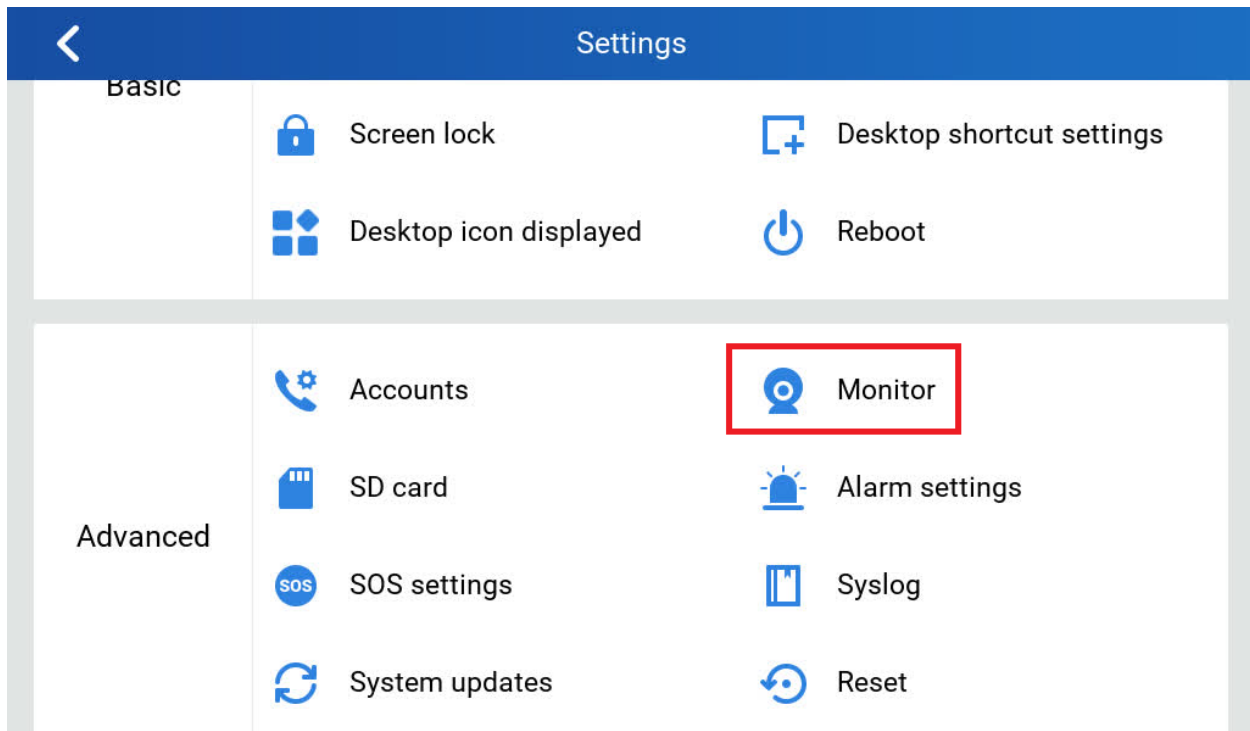 Settings
Basic
Screen lock
Desktop shortcut settings
Desktop icon displayed
Reboot
Advanced
Accounts
Monitor
SD card
Alarm settings
SOS
SOS settings
Syslog
System updates
Reset